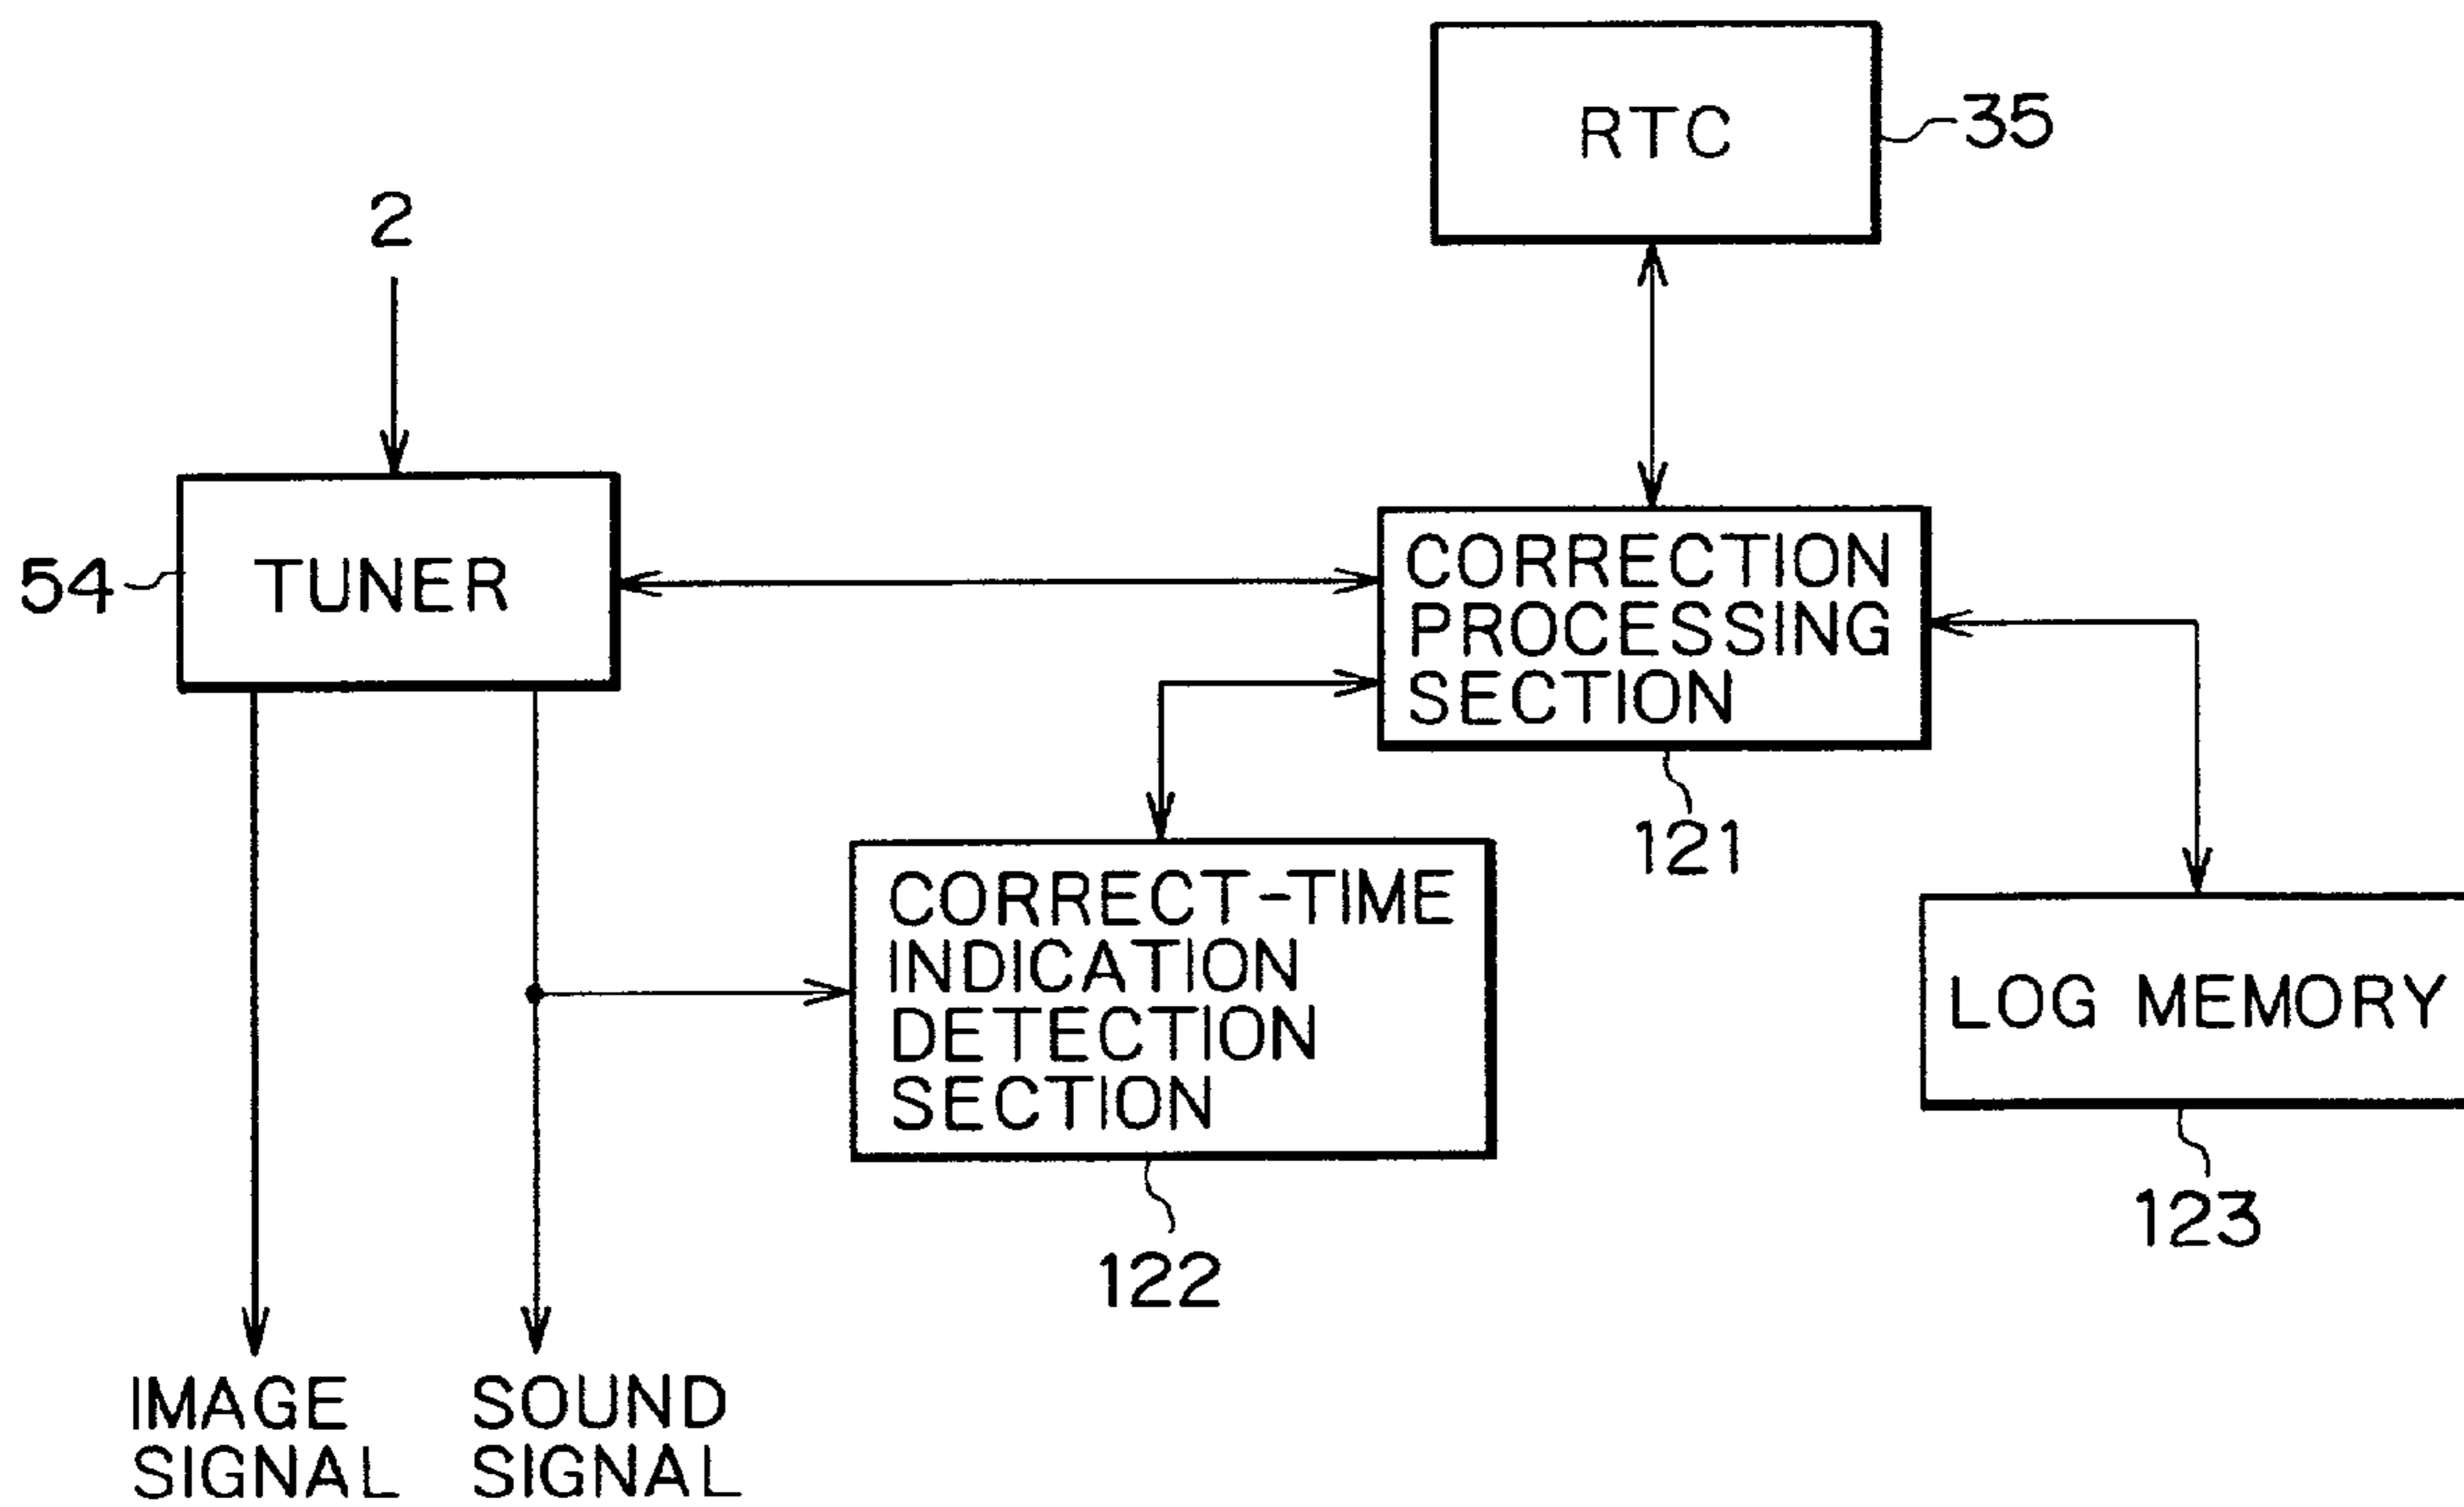 RTC
35
2
54
TUNER
CORRECTION
PROCESSING
SECTION
121
CORRECT-TIME
INDICATION
DETECTION
SECTION
122
LOG MEMORY
123
IMAGE
SIGNAL
SOUND
SIGNAL